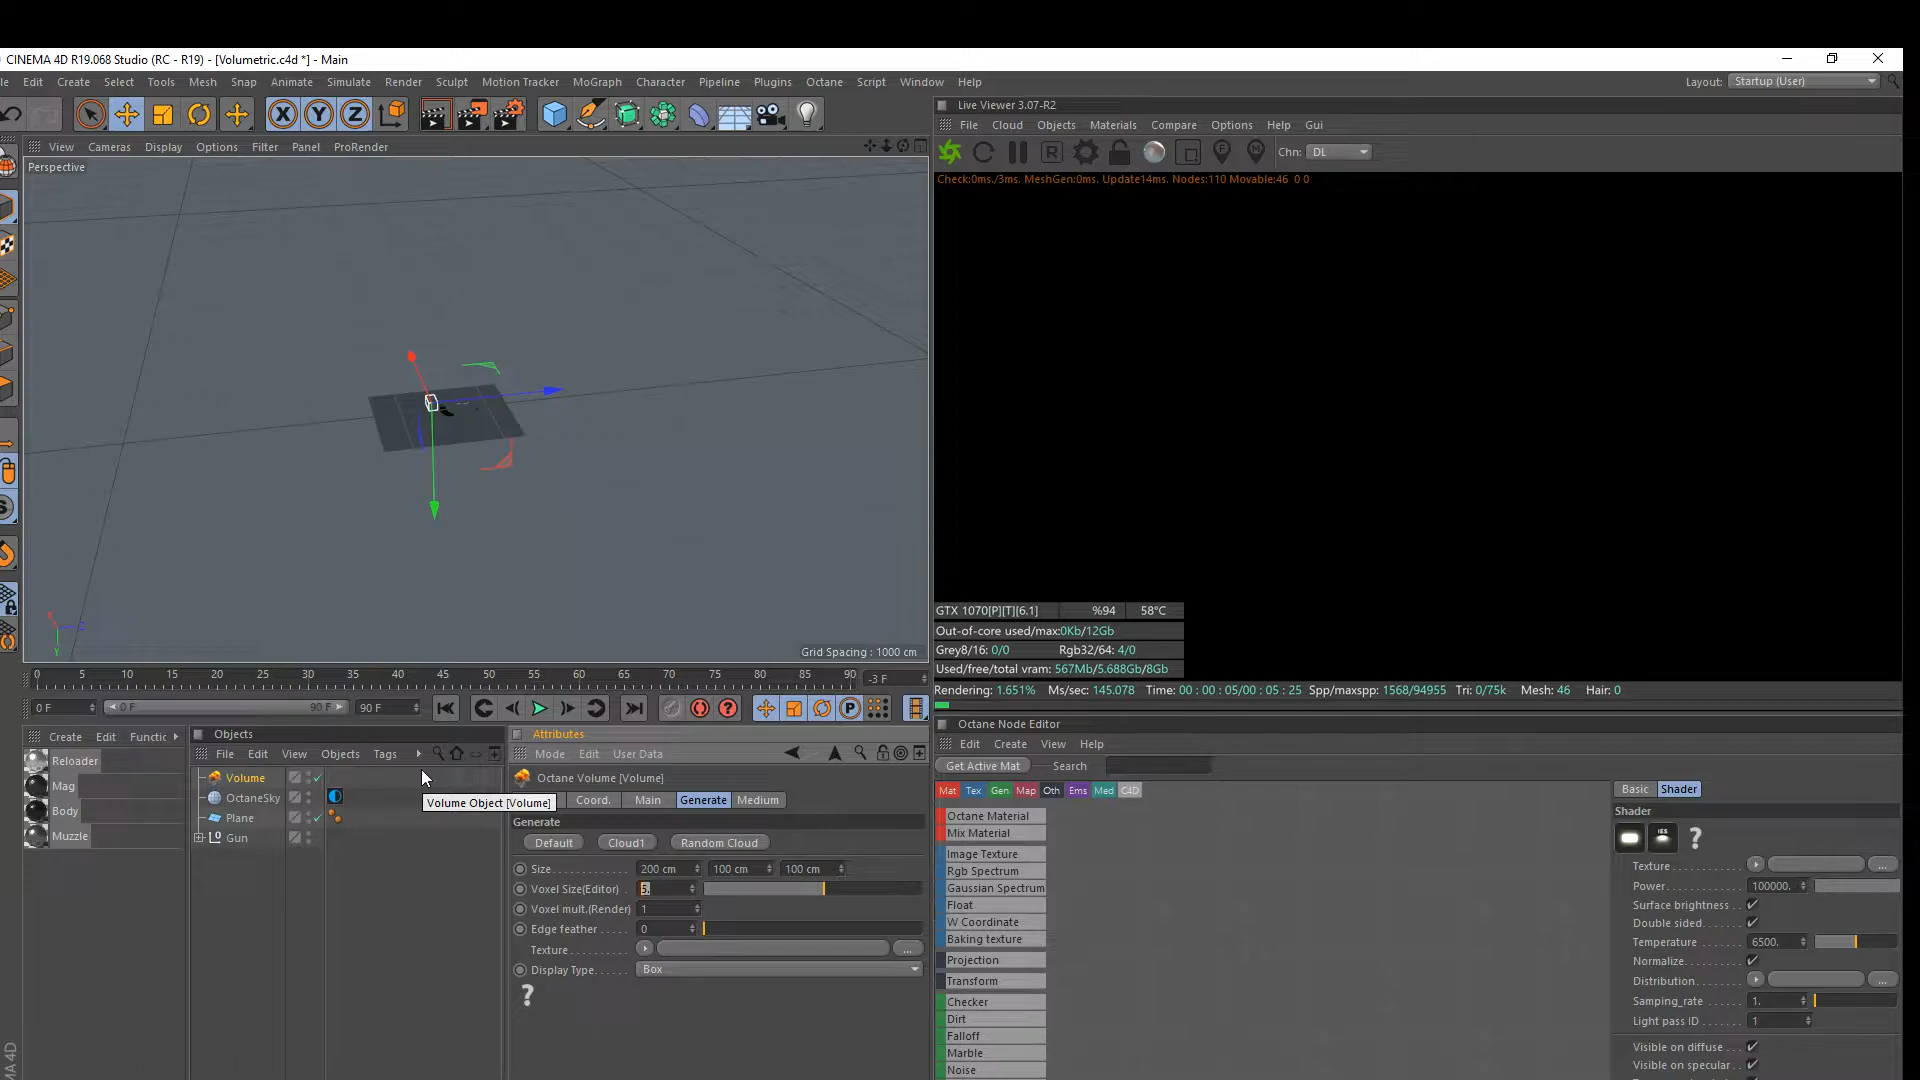 CINEMA 4D R19.068 Studio (RC - R19) - [Volumetric.c4d *] - Main
le Edit Create Select Tools Mesh Snap Animate Simulate Render Sculpt Motion Tracker MoGraph Character Pipeline Plugins Octane Script Window Help
Layout: Startup (User)
X Y Z
Live Viewer 3.07-R2
File Cloud Objects Materials Compare Options Help Gui
R Chn: DL
View Cameras Display Options Filter Panel ProRender
Perspective
Check:0ms./3ms. MeshGen:0ms. Update14ms. Nodes:110 Movable:46 0 0
Y
Grid Spacing : 1000 cm
GTX 1070[P][T][6.1] %94 58°C
Out-of-core used/max:0Kb/12Gb
Grey8/16: 0/0 Rgb32/64: 4/0
Used/free/total vram: 567Mb/5.688Gb/8Gb
Rendering: 1.651% Ms/sec: 145.078 Time: 00 : 00 : 05/00 : 05 : 25 Spp/maxspp: 1568/94955 Tri: 0/75k Mesh: 46 Hair: 0
0 5 10 15 20 25 30 35 40 45 50 55 60 65 70 75 80 85 90 -3 F
0 F 0 F 90 F 90 F
Create Edit Functic
Reloader
Mag
Body
Muzzle
Objects
File Edit View Objects Tags
Volume
OctaneSky
Plane
Gun
Volume Object [Volume]
Attributes
Mode Edit User Data
Octane Volume [Volume]
Coord. Main Generate Medium
Generate
Default Cloud1 Random Cloud
Size 200 cm 100 cm 100 cm
Voxel Size(Editor) 5.
Voxel mult.(Render) 1
Edge feather 0
Texture ...
Display Type Box
?
Octane Node Editor
Edit Create View Help
Get Active Mat Search
Mat Tex Gen Map Oth Ems Med C4D
Octane Material
Mix Material
Image Texture
Rgb Spectrum
Gaussian Spectrum
Float
W Coordinate
Baking texture
Projection
Transform
Checker
Dirt
Falloff
Marble
Noise
Basic Shader
Shader
IES ?
Texture ...
Power 100000.
Surface brightness
Double sided
Temperature 6500.
Normalize
Distribution ...
Sampling_rate 1.
Light pass ID 1
Visible on diffuse
Visible on specular
MA 4D